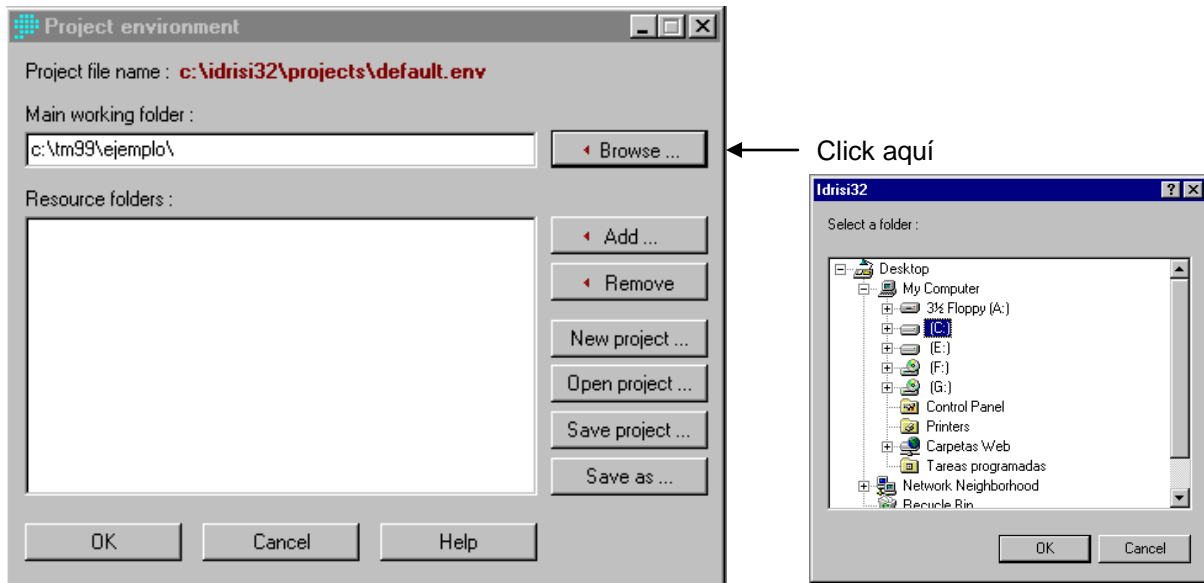 Project environment
Project file name : c:\idrisi32\projects\default.env
Main working folder :
c:\tm99\ejemplo\
Browse ...
Click aquí
Resource folders :
Add ...
Remove
New project ...
Open project ...
Save project ...
Save as ...
OK
Cancel
Help
Idrisi32
Select a folder :
Desktop
My Computer
3½ Floppy (A:)
(C:)
(E:)
(F:)
(G:)
Control Panel
Printers
Carpetas Web
Tareas programadas
Network Neighborhood
Recycle Bin
OK
Cancel